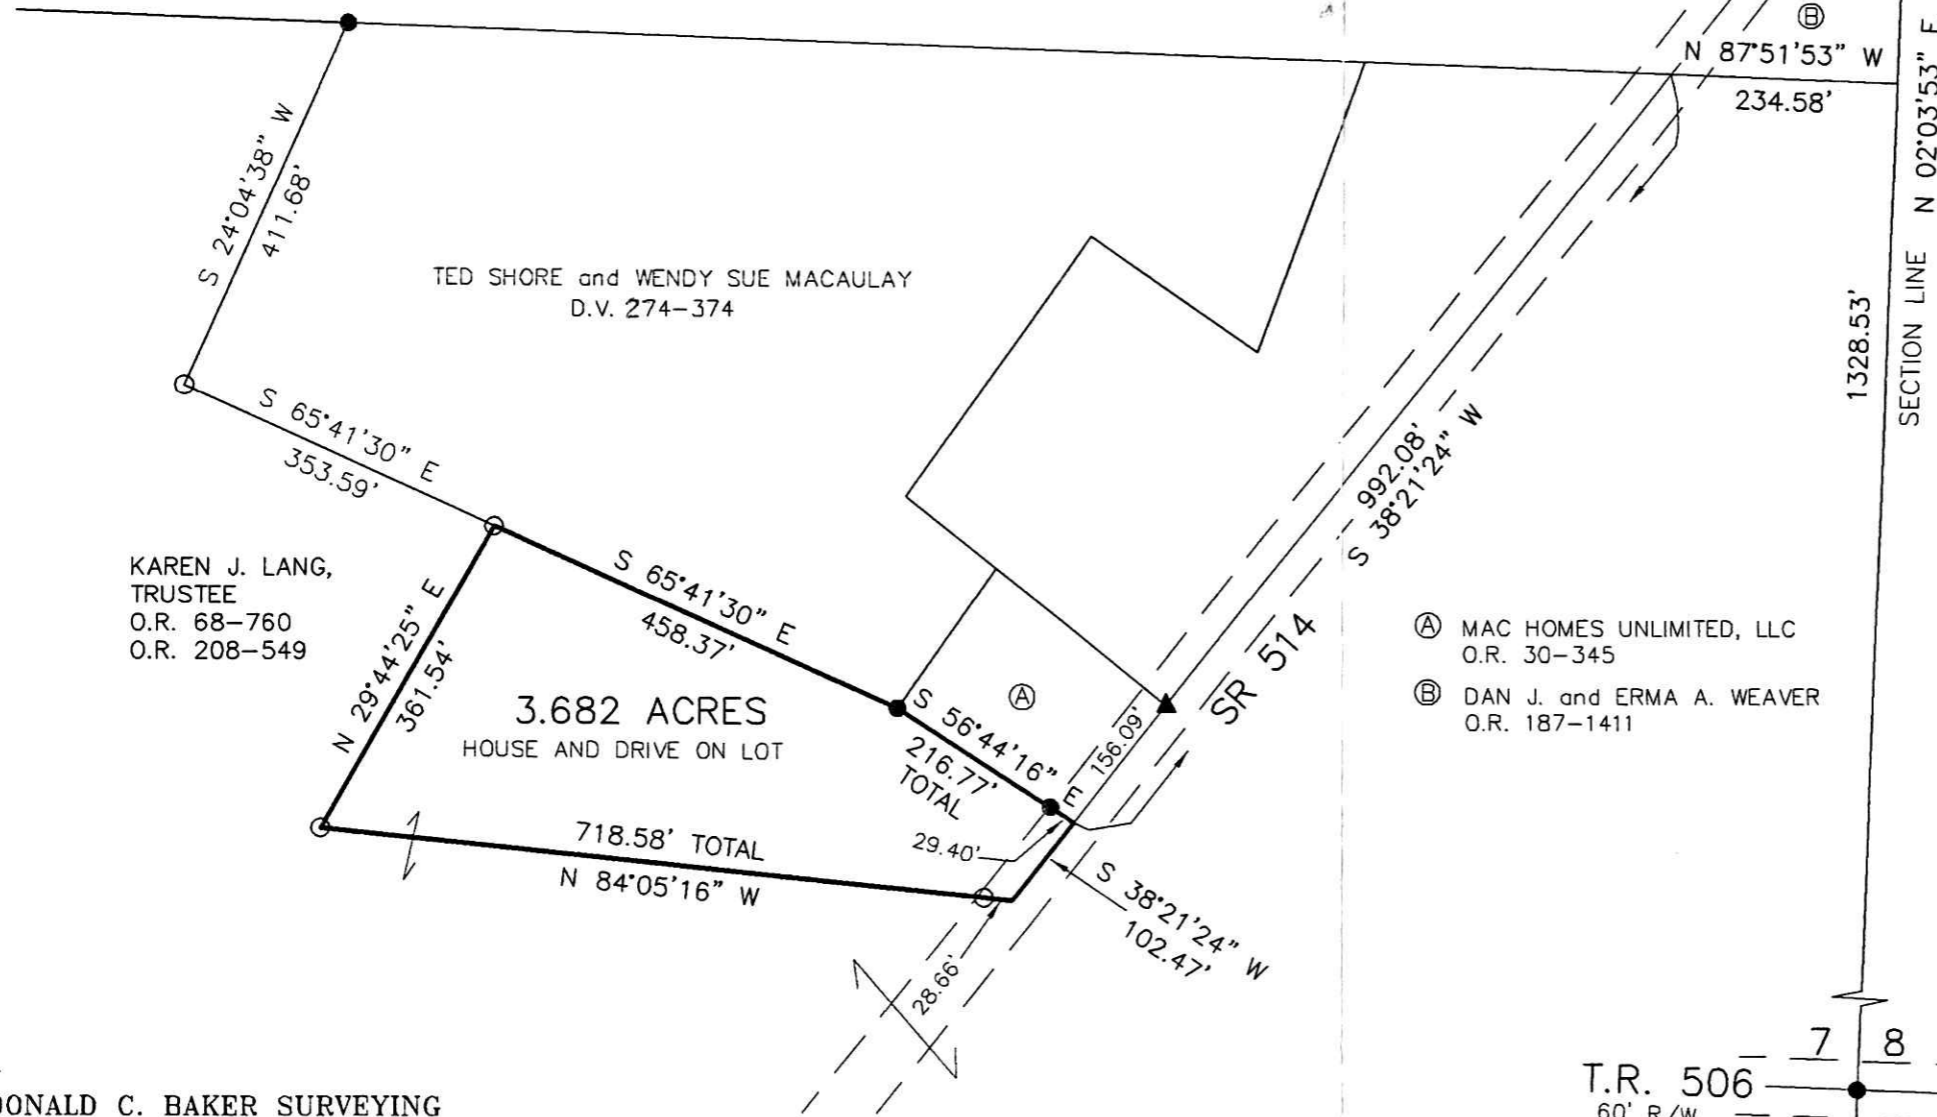 Ⓑ
N 87°51'53" W
234.58'
SECTION LINE N 02°03'53" E
1328.53'
S 24°04'38" W
411.68'
TED SHORE and WENDY SUE MACAULAY
D.V. 274-374
S 65°41'30" E
353.59'
992.08'
S 38°21'24" W
KAREN J. LANG,
TRUSTEE
O.R. 68-760
O.R. 208-549
N 29°44'25" E
361.54'
S 65°41'30" E
458.37'
SR 514
Ⓐ MAC HOMES UNLIMITED, LLC
O.R. 30-345
Ⓑ DAN J. and ERMA A. WEAVER
O.R. 187-1411
3.682 ACRES
HOUSE AND DRIVE ON LOT
Ⓐ
S 56°44'16" E
216.77'
TOTAL
156.09'
29.40'
718.58' TOTAL
N 84°05'16" W
S 38°21'24" W
102.47'
28.66'
7 8
T.R. 506
60' R/W
DONALD C. BAKER SURVEYING